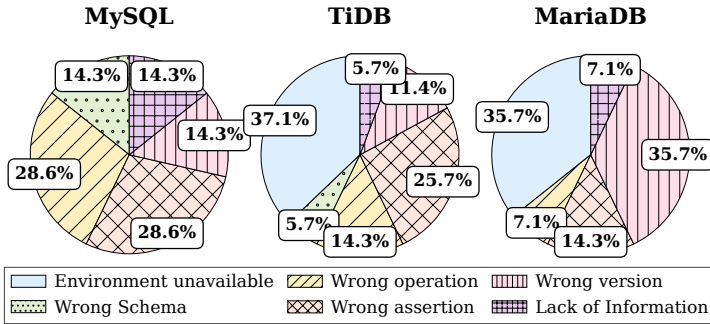 MySQL TiDB MariaDB
14.3% 14.3% 5.7% 7.1%
11.4%
37.1% 35.7%
14.3% 35.7%
28.6% 25.7%
5.7% 7.1%
28.6% 14.3% 14.3%
Environment unavailable Wrong operation Wrong version
Wrong Schema Wrong assertion Lack of Information